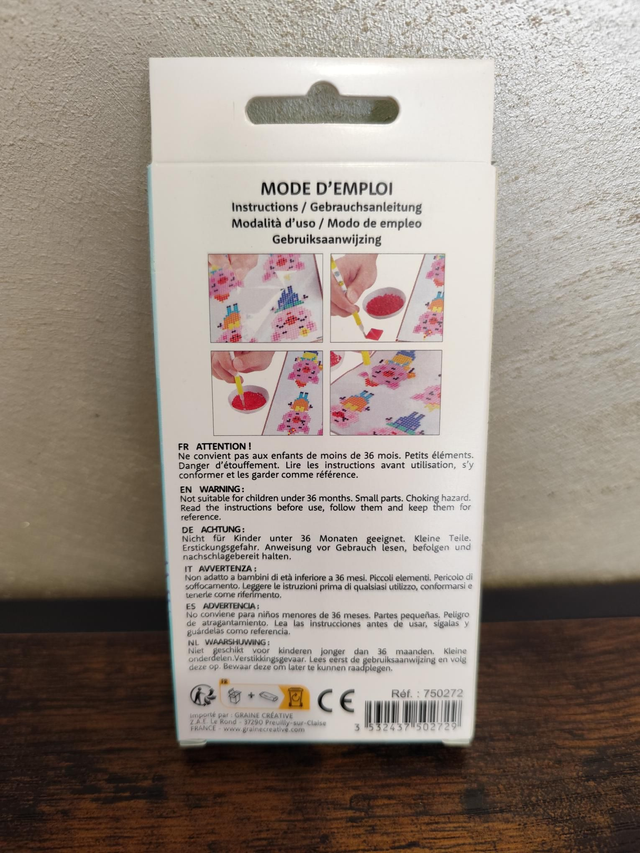 MODE D'EMPLOI
Instructions / Gebrauchsanleitung
Modalità d'uso / Modo de empleo
Gebruiksaanwijzing
FR ATTENTION !
Ne convient pas aux enfants de moins de 36 mois. Petits éléments.
Danger d'étouffement. Lire les instructions avant utilisation, s'y
conformer et les garder comme référence.
EN WARNING :
Not suitable for children under 36 months. Small parts. Choking hazard.
Read the instructions before use, follow them and keep them for
reference.
DE ACHTUNG :
Nicht für Kinder unter 36 Monaten geeignet. Kleine Teile.
Erstickungsgefahr. Anweisung vor Gebrauch lesen, befolgen und
nachschlagebereit halten.
IT AVVERTENZA :
Non adatto a bambini di età inferiore a 36 mesi. Piccoli elementi. Pericolo di
soffocamento. Leggere le istruzioni prima di qualsiasi utilizzo, conformarsi e
tenerle come riferimento.
ES ADVERTENCIA :
No conviene para niños menores de 36 meses. Partes pequeñas. Peligro
de atragantamiento. Lea las instrucciones antes de usar, sígalas y
guárdelas como referencia.
NL WAARSHUWING :
Niet geschikt voor kinderen jonger dan 36 maanden. Kleine
onderdelen.Verstikkingsgevaar. Lees eerst de gebruiksaanwijzing en volg
deze op. Bewaar deze om later te kunnen raadplegen.
FR
+
CE
Réf. : 750272
Importé par : GRAINE CRÉATIVE
Z.A.E. Le Rond - 37290 Preuilly-sur-Claise
FRANCE - www.grainecreative.com
3 532437 502729